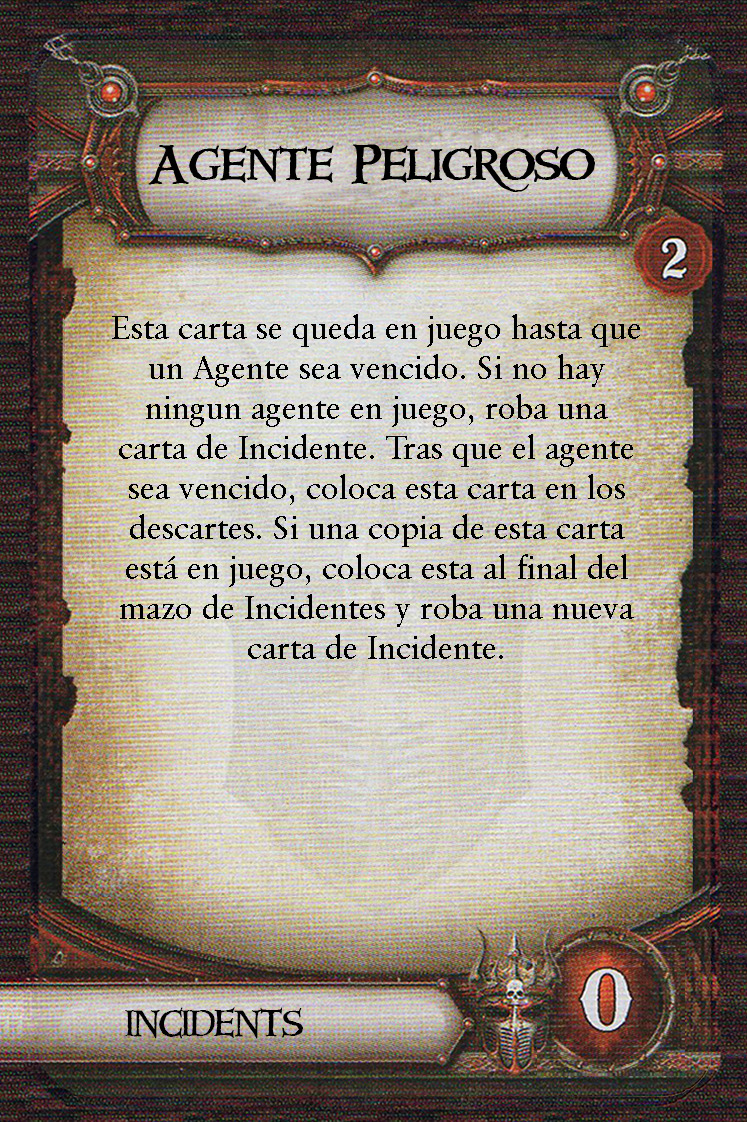 Agente Peligroso
2
Esta carta se queda en juego hasta que
un Agente sea vencido. Si no hay
ningun agente en juego, roba una
carta de Incidente. Tras que el agente
sea vencido, coloca esta carta en los
descartes. Si una copia de esta carta
está en juego, coloca esta al final del
mazo de Incidentes y roba una nueva
carta de Incidente.
INCIDENTS
0